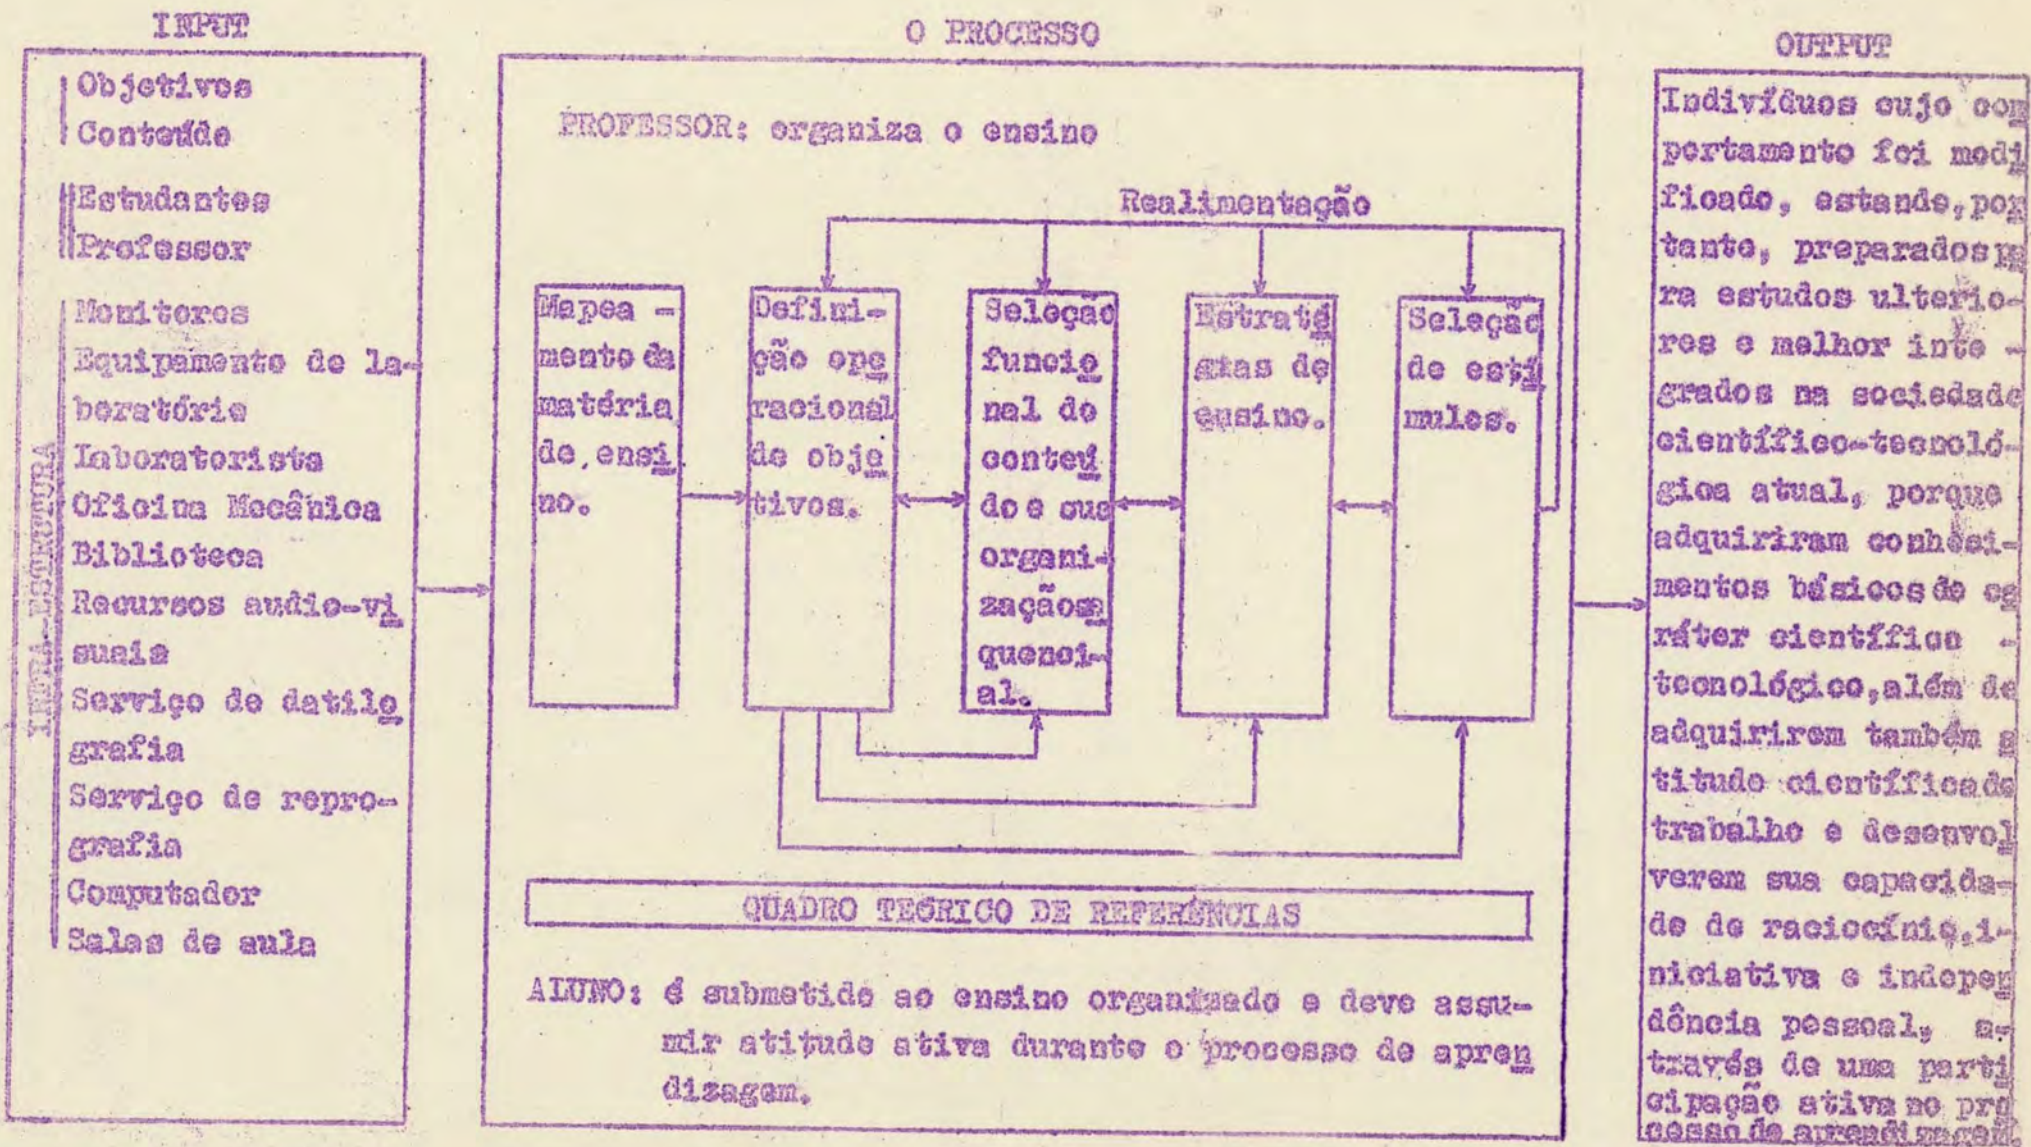 INPUT
Objetivos
Conteúdo
Estudantes
Professor
INFRA-ESTRUTURA
Monitores
Equipamento de la-
boratório
Laboratorista
Oficina Mecânica
Biblioteca
Recursos audio-vi
suais
Serviço de datilo
grafia
Serviço de repro-
grafia
Computador
Salas de aula
O PROCESSO
PROFESSOR: organiza o ensino
Realimentação
Mapea -
mento da
matéria
de ensi
no.
Defini-
ção ope
racional
de obje
tivos.
Seleção
funcio
nal do
conteú
do e sua
organi-
zação se
quenci-
al.
Estraté
gias de
ensino.
Seleção
de estí
mulos.
QUADRO TEÓRICO DE REFERÊNCIAS
ALUNO: é submetido ao ensino organizado e deve assu-
mir atitude ativa durante o processo de apren
dizagem.
OUTPUT
Indivíduos cujo com
portamento foi modi
ficado, estando, por
tanto, preparados pa
ra estudos ulterio-
res e melhor inte -
grados na sociedade
científico-tecnoló-
gica atual, porque
adquiriram conheci-
mentos básicos de ca
ráter científico -
tecnológico, além de
adquirirem também a
titude científica de
trabalho e desenvol
verem sua capacida-
de de raciocínio, i-
niciativa e indepen
dência pessoal, a-
través de uma parti
cipação ativa no pro
cesso de aprendizagem.